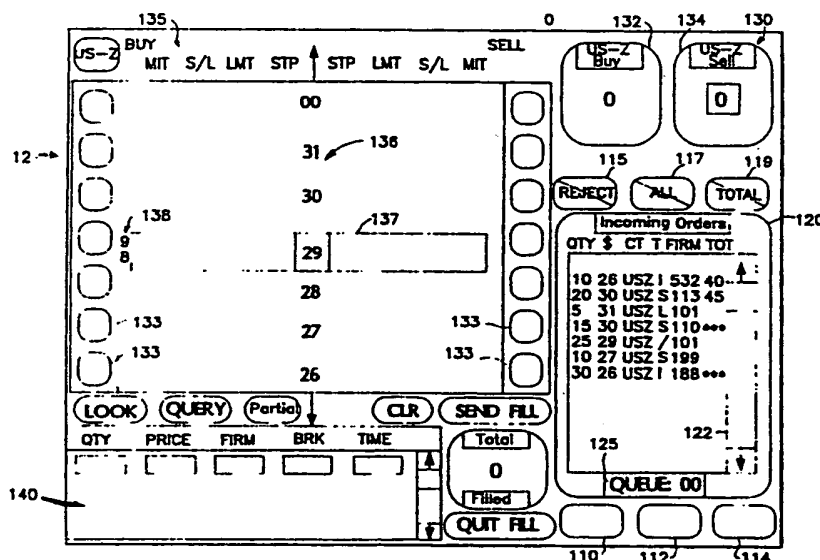 0 132 134 130
135
US-Z BUY SELL
MIT S/L LMT STP STP LMT S/L MIT
US-Z Buy
0
US-Z Sell
0
12
00
31 136
30
138
9
8
137
29
28
27
26
133
133
133
133
115 117 119
REJECT ALL TOTAL
120
Incoming Orders
QTY $ CT T FIRM TOT
10 26 USZ I 532 40
20 30 USZ S 113 45
5 31 USZ L 101
15 30 USZ S 110 ***
25 29 USZ / 101
10 27 USZ S 199
30 26 USZ I 188 ***
122
125
QUEUE: 00
LOOK QUERY Partial CLR SEND FILL
QTY PRICE FIRM BRK TIME
140
Total
0
Filled
QUIT FILL
110 112 114